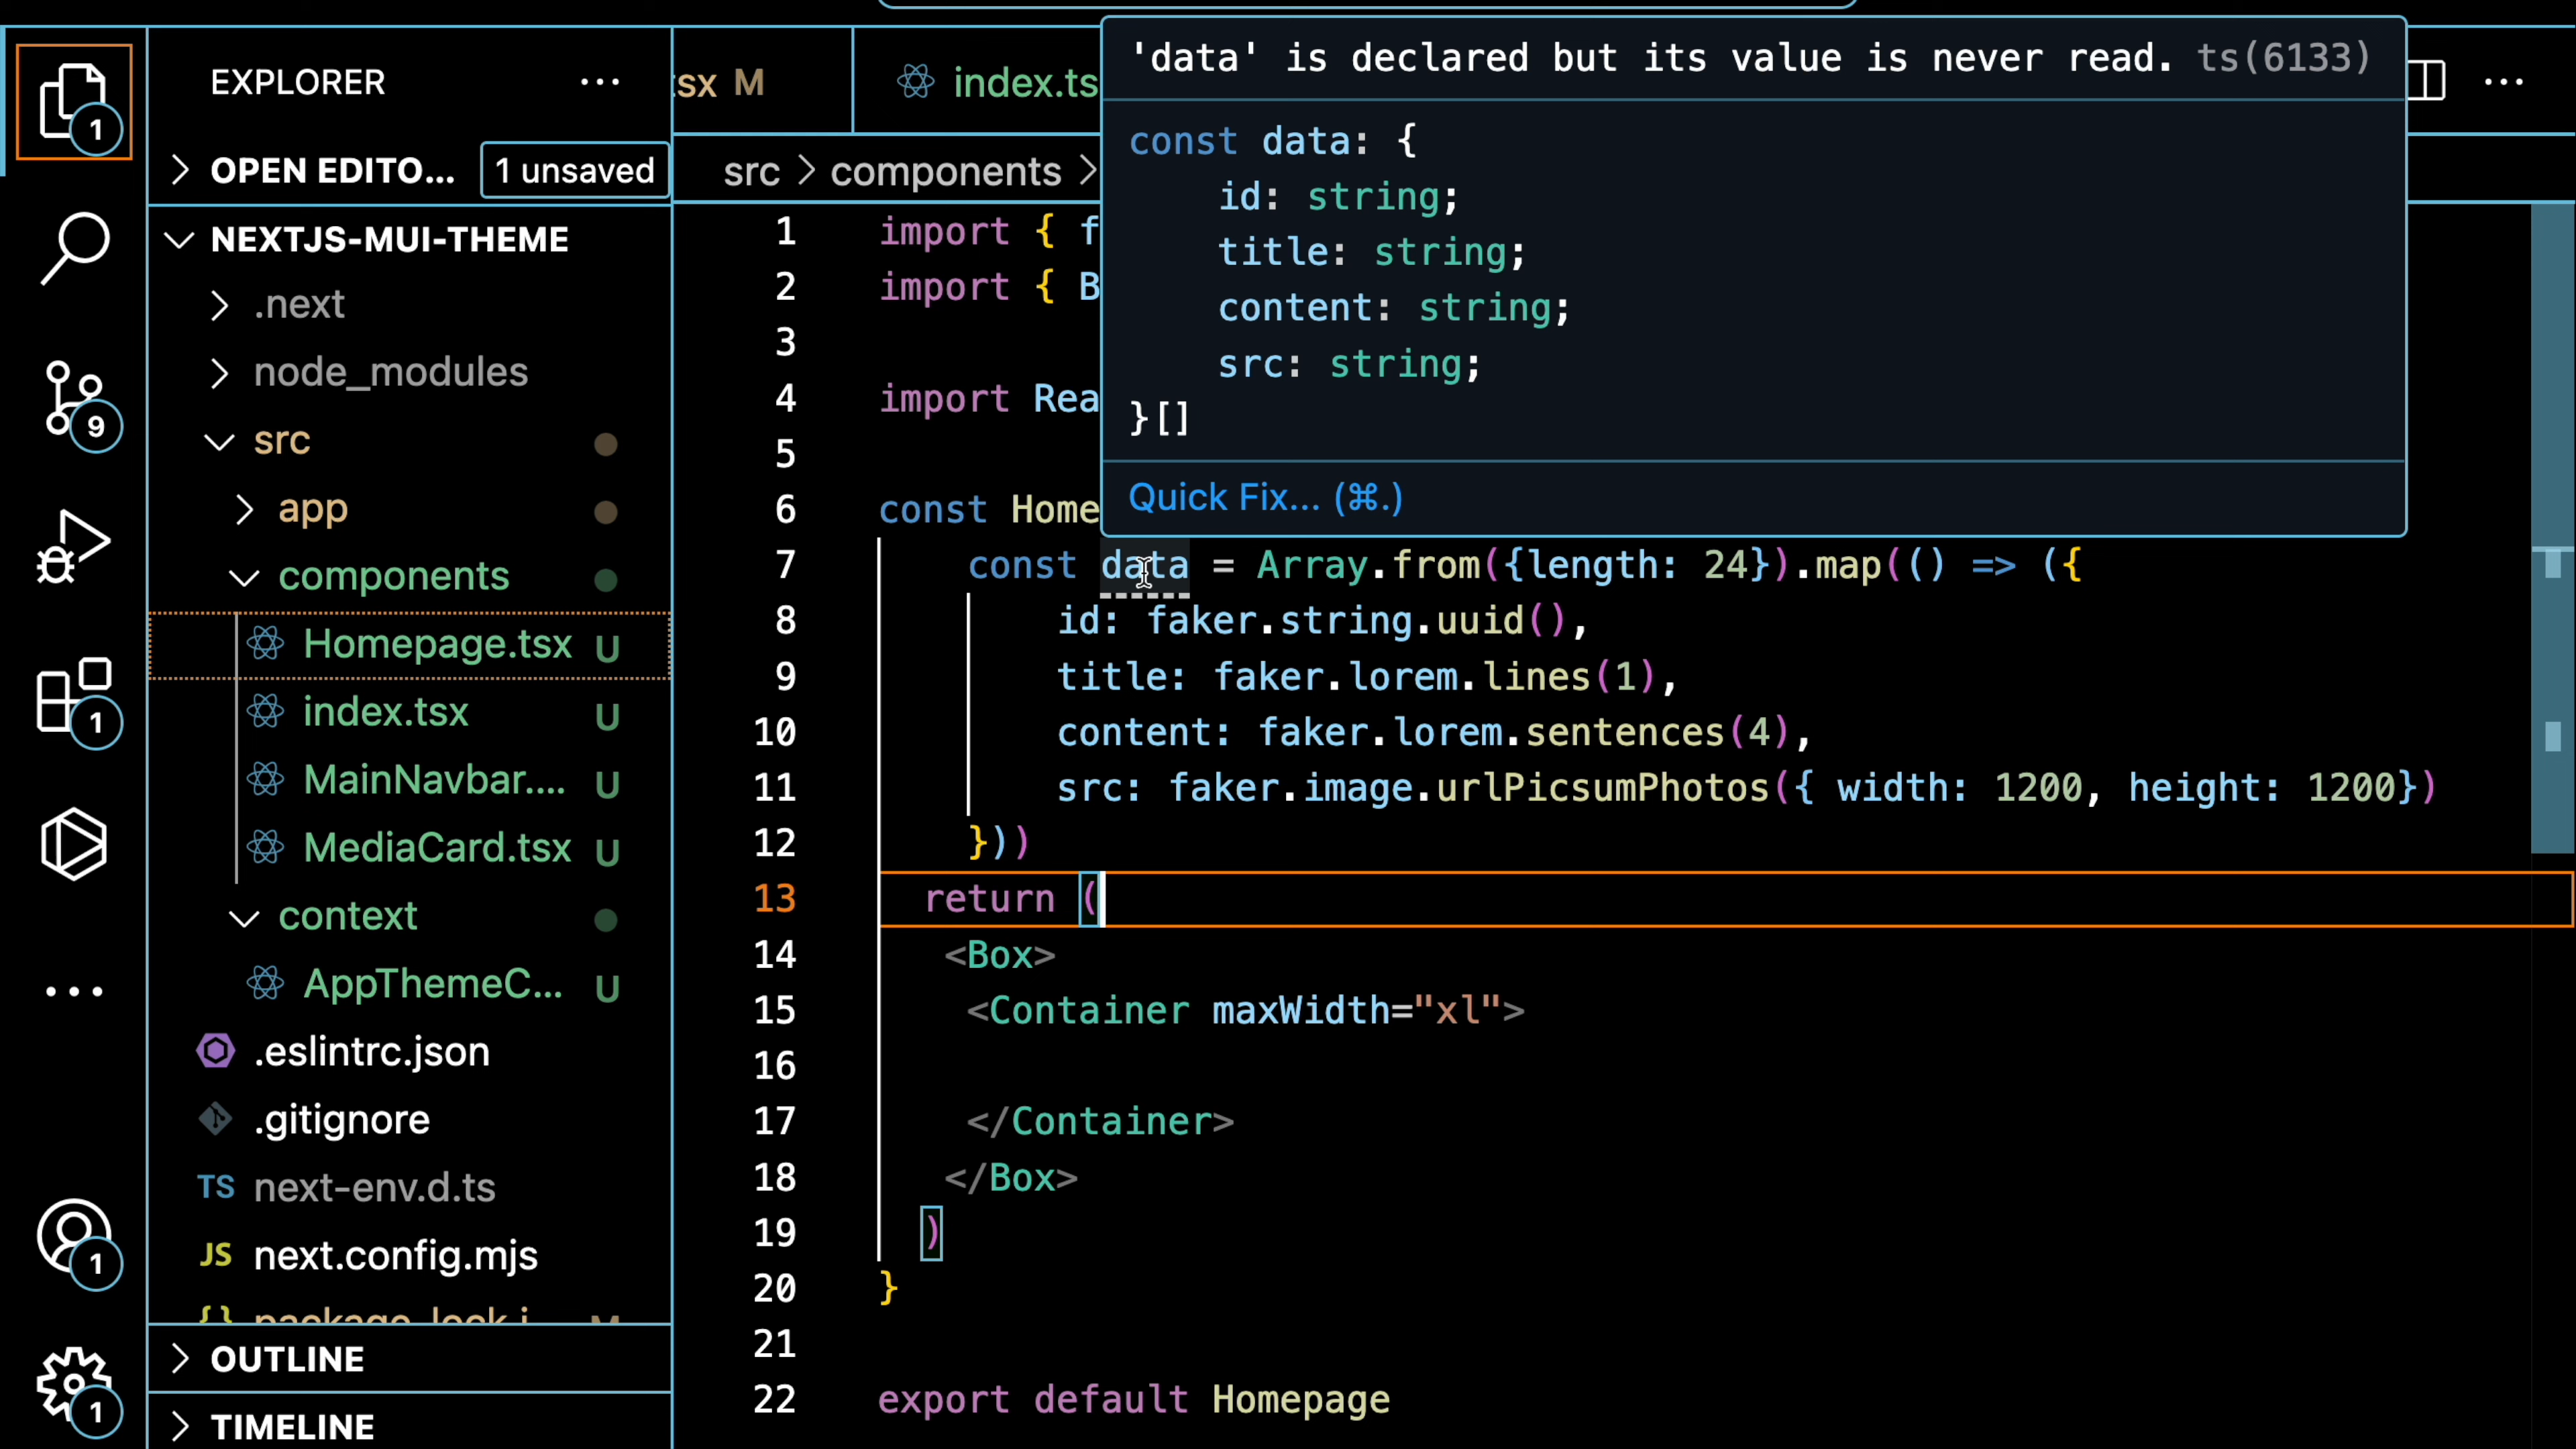 EXPLORER
OPEN EDITO... 1 unsaved
NEXTJS-MUI-THEME
.next
node_modules
src
app
components
Homepage.tsx U
index.tsx U
MainNavbar.... U
MediaCard.tsx U
context
AppThemeC... U
.eslintrc.json
.gitignore
TS next-env.d.ts
JS next.config.mjs
OUTLINE
TIMELINE
1
9
1
1
1
.sx M
index.ts
src > components >
'data' is declared but its value is never read. ts(6133)
const data: {
id: string;
title: string;
content: string;
src: string;
}[]
Quick Fix... (⌘.)
1 import { f
2 import { B
3
4 import Rea
5
6 const Home
7 const data = Array.from({length: 24}).map(() => ({
8 id: faker.string.uuid(),
9 title: faker.lorem.lines(1),
10 content: faker.lorem.sentences(4),
11 src: faker.image.urlPicsumPhotos({ width: 1200, height: 1200})
12 }))
13 return (
14 <Box>
15 <Container maxWidth="xl">
16
17 </Container>
18 </Box>
19 )
20 }
21
22 export default Homepage